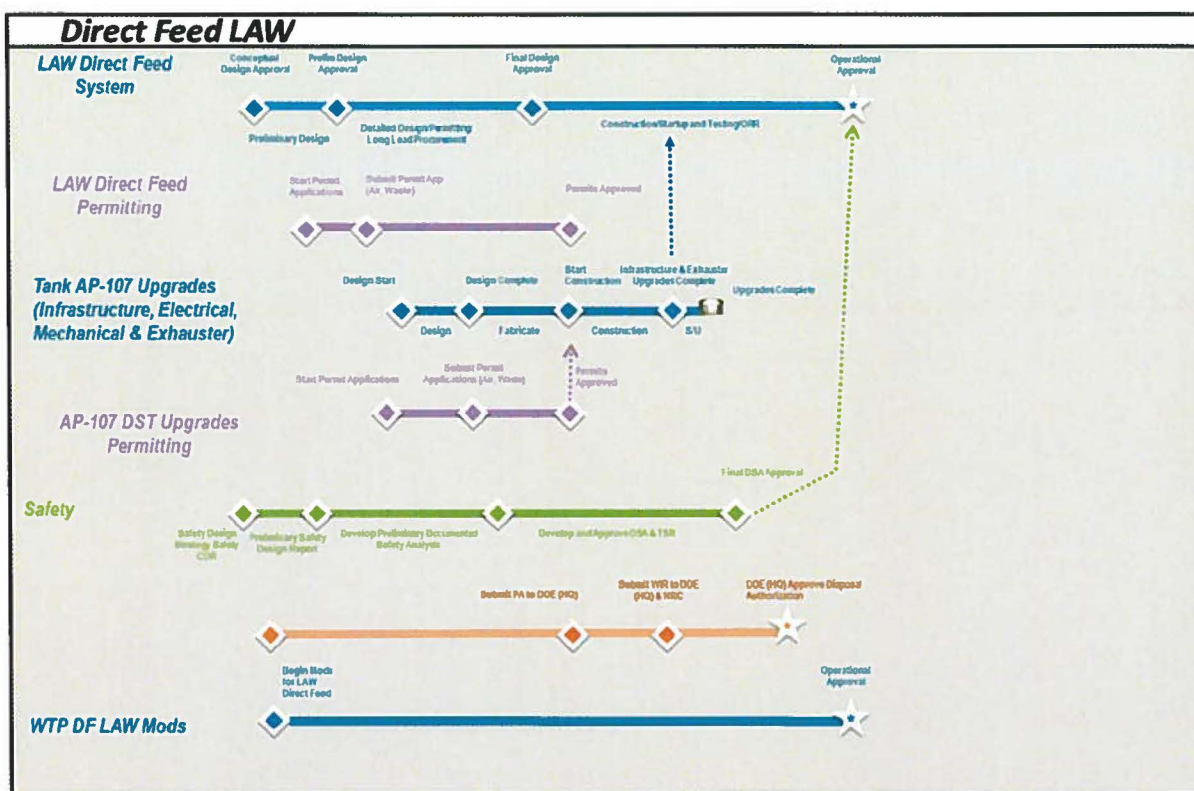 Direct Feed LAW
LAW Direct Feed
System
Conceptual
Design Approval
Prelim Design
Approval
Final Design
Approval
Operational
Approval
Preliminary Design
Detailed Design/Permitting
Long Lead Procurement
Construction/Startup and Testing/ORR
LAW Direct Feed
Permitting
Start Permit
Applications
Submit Permit App
(Air, Waste)
Permits Approved
Tank AP-107 Upgrades
(Infrastructure, Electrical,
Mechanical & Exhauster)
Design Start
Design Complete
Start
Construction
Infrastructure & Exhauster
Upgrades Complete
Upgrades Complete
Design
Fabricate
Construction
S/U
AP-107 DST Upgrades
Permitting
Start Permit Applications
Submit Permit
Applications (Air, Waste)
Permits
Approved
Safety
Final DSA Approval
Safety Design
Strategy Safety
CDR
Preliminary Safety
Design Report
Develop Preliminary Documented
Safety Analysis
Develop and Approve DSA & TSR
Submit PA to DOE (HQ)
Submit WIR to DOE
(HQ) & NRC
DOE (HQ) Approve Disposal
Authorization
WTP DF LAW Mods
Begin Mods
for LAW
Direct Feed
Operational
Approval